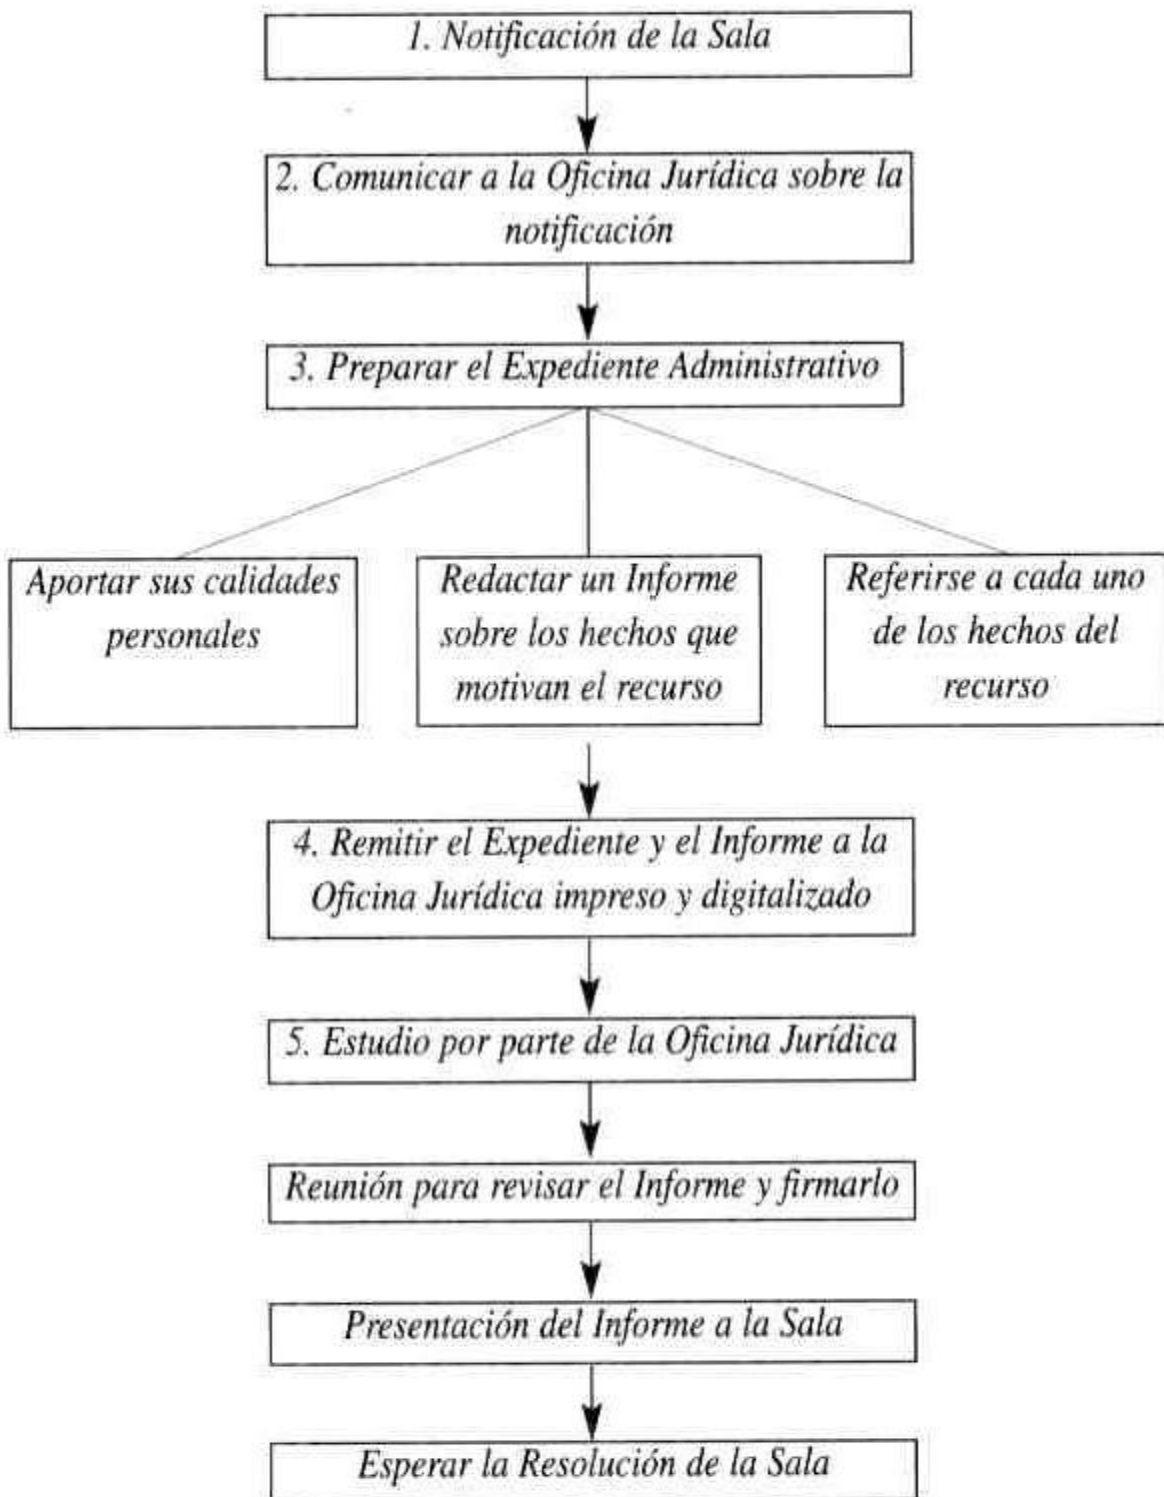 1. Notificación de la Sala
2. Comunicar a la Oficina Jurídica sobre la
notificación
3. Preparar el Expediente Administrativo
Aportar sus calidades
personales
Redactar un Informe
sobre los hechos que
motivan el recurso
Referirse a cada uno
de los hechos del
recurso
4. Remitir el Expediente y el Informe a la
Oficina Jurídica impreso y digitalizado
5. Estudio por parte de la Oficina Jurídica
Reunión para revisar el Informe y firmarlo
Presentación del Informe a la Sala
Esperar la Resolución de la Sala